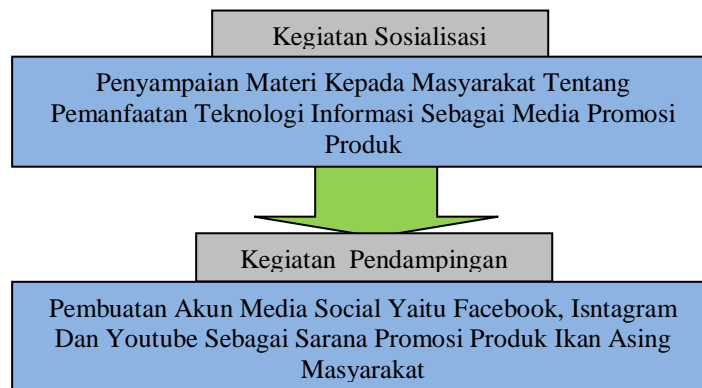 Kegiatan Sosialisasi
Penyampaian Materi Kepada Masyarakat Tentang
Pemanfaatan Teknologi Informasi Sebagai Media Promosi
Produk
Kegiatan Pendampingan
Pembuatan Akun Media Social Yaitu Facebook, Isntagram
Dan Youtube Sebagai Sarana Promosi Produk Ikan Asing
Masyarakat